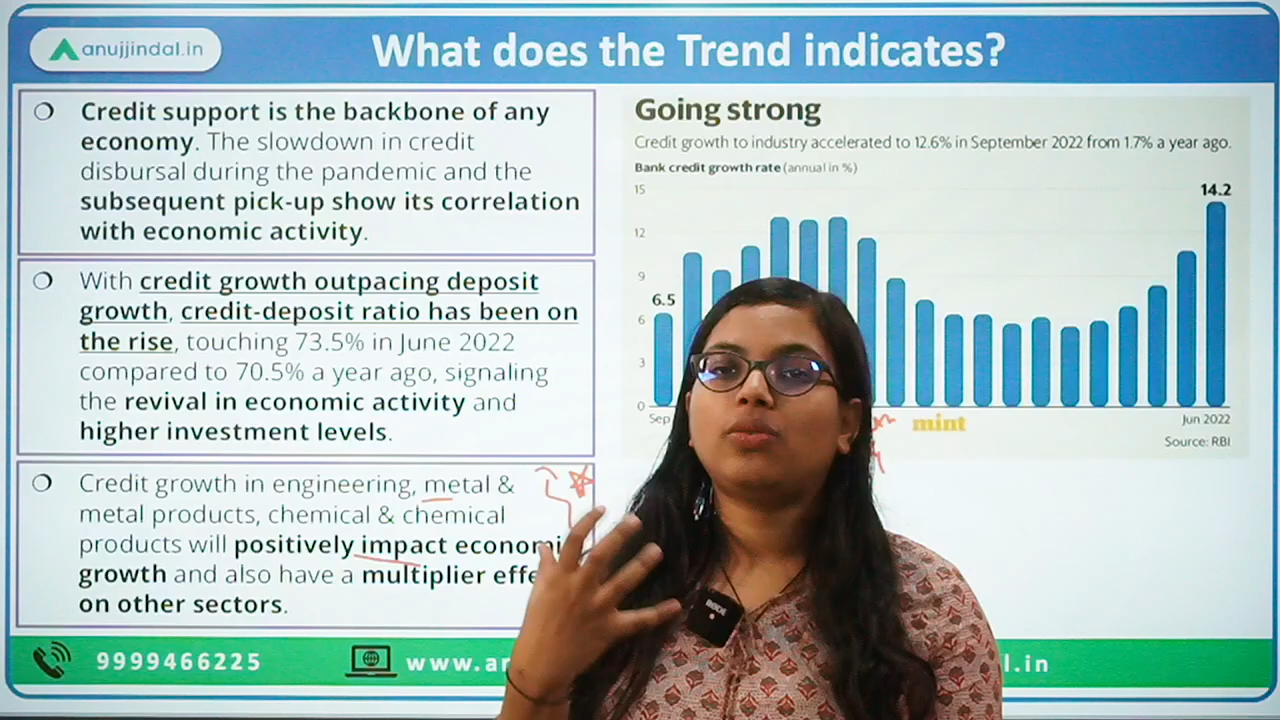 anujjindal.in
What does the Trend indicates?
Credit support is the backbone of any
economy. The slowdown in credit
disbursal during the pandemic and the
subsequent pick-up show its correlation
with economic activity.
With credit growth outpacing deposit
growth, credit-deposit ratio has been on
the rise, touching 73.5% in June 2022
compared to 70.5% a year ago, signaling
the revival in economic activity and
higher investment levels.
Credit growth in engineering, metal &
metal products, chemical & chemical
products will positively impact
growth and also have a multiplier
on other sectors.
Going strong
Credit growth to industry accelerated to 12.6% in September 2022 from 1.7% a year ago.
Bank credit growth rate (annual in %)
15
14.2
12
9
6.5
6
3
0
Sep
mint
Jun 2022
Source: RBI
9999466225